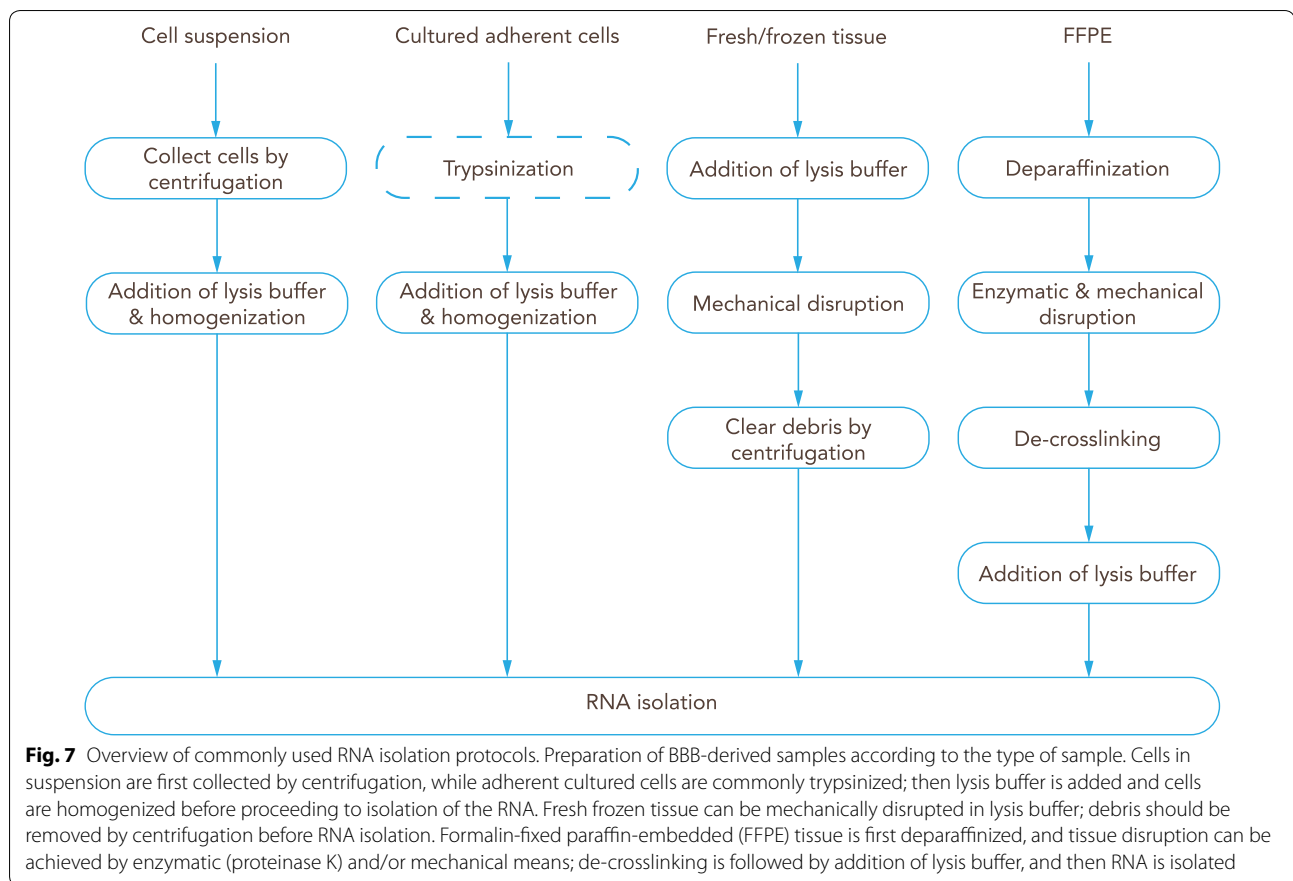 Cell suspension
Cultured adherent cells
Fresh/frozen tissue
FFPE
Collect cells by
centrifugation
Trypsinization
Addition of lysis buffer
Deparaffinization
Addition of lysis buffer
& homogenization
Addition of lysis buffer
& homogenization
Mechanical disruption
Enzymatic & mechanical
disruption
Clear debris by
centrifugation
De-crosslinking
Addition of lysis buffer
RNA isolation
Fig. 7 Overview of commonly used RNA isolation protocols. Preparation of BBB-derived samples according to the type of sample. Cells in
suspension are first collected by centrifugation, while adherent cultured cells are commonly trypsinized; then lysis buffer is added and cells
are homogenized before proceeding to isolation of the RNA. Fresh frozen tissue can be mechanically disrupted in lysis buffer; debris should be
removed by centrifugation before RNA isolation. Formalin-fixed paraffin-embedded (FFPE) tissue is first deparaffinized, and tissue disruption can be
achieved by enzymatic (proteinase K) and/or mechanical means; de-crosslinking is followed by addition of lysis buffer, and then RNA is isolated